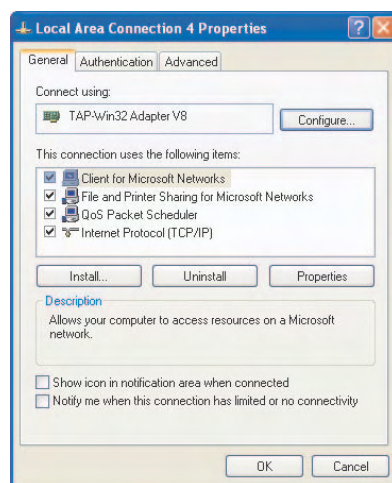 Local Area Connection 4 Properties
General Authentication Advanced
Connect using:
TAP-Win32 Adapter V8
Configure...
This connection uses the following items:
Client for Microsoft Networks
File and Printer Sharing for Microsoft Networks
QoS Packet Scheduler
Internet Protocol (TCP/IP)
Install... Uninstall Properties
Description
Allows your computer to access resources on a Microsoft
network.
Show icon in notification area when connected
Notify me when this connection has limited or no connectivity
OK Cancel